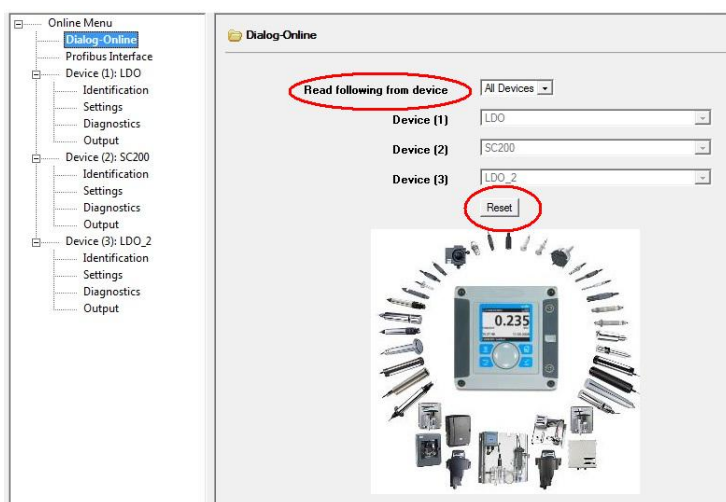 Online Menu
Dialog-Online
Profibus Interface
Device (1): LDO
Identification
Settings
Diagnostics
Output
Device (2): SC200
Identification
Settings
Diagnostics
Output
Device (3): LDO_2
Identification
Settings
Diagnostics
Output
Dialog-Online
Read following from device All Devices
Device (1) LDO
Device (2) SC200
Device (3) LDO_2
Reset
0.235